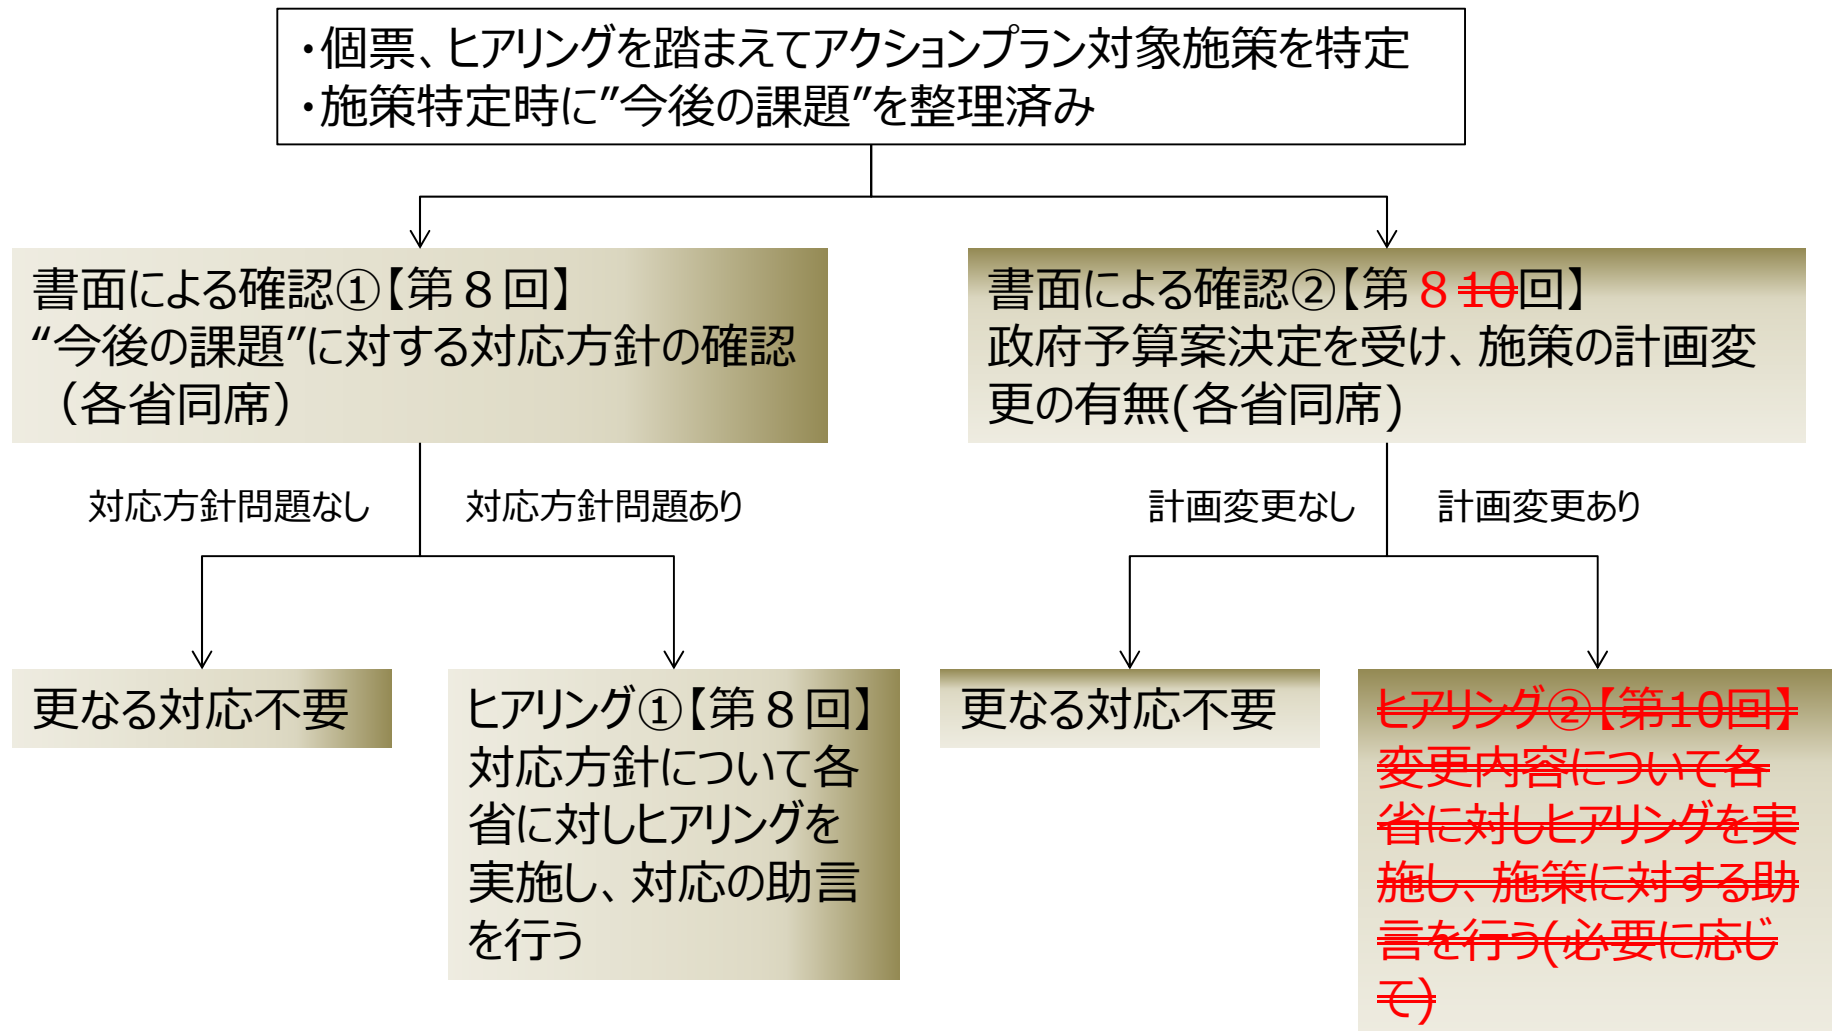 ・個票、ヒアリングを踏まえてアクションプラン対象施策を特定
・施策特定時に”今後の課題”を整理済み
書面による確認①【第８回】
“今後の課題”に対する対応方針の確認
（各省同席）
書面による確認②【第８10回】
政府予算案決定を受け、施策の計画変
更の有無(各省同席)
対応方針問題なし
対応方針問題あり
計画変更なし
計画変更あり
更なる対応不要
ヒアリング①【第８回】
対応方針について各
省に対しヒアリングを
実施し、対応の助言
を行う
更なる対応不要
ヒアリング②【第10回】
変更内容について各
省に対しヒアリングを実
施し、施策に対する助
言を行う(必要に応じ
て)